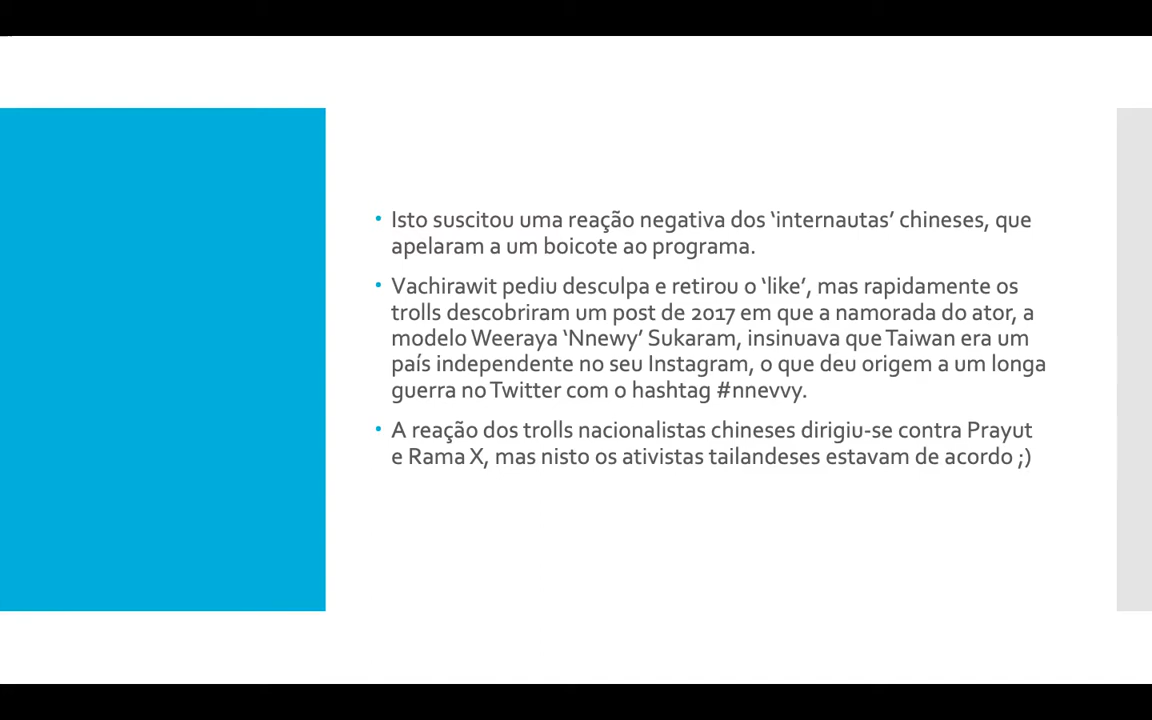 • Isto suscitou uma reação negativa dos ‘internautas’ chineses, que
apelaram a um boicote ao programa.
• Vachirawit pediu desculpa e retirou o ‘like’, mas rapidamente os
trolls descobriram um post de 2017 em que a namorada do ator, a
modelo Weeraya ‘Nnewy’ Sukaram, insinuava que Taiwan era um
país independente no seu Instagram, o que deu origem a um longa
guerra no Twitter com o hashtag #nnevvy.
• A reação dos trolls nacionalistas chineses dirigiu-se contra Prayut
e Rama X, mas nisto os ativistas tailandeses estavam de acordo ;)